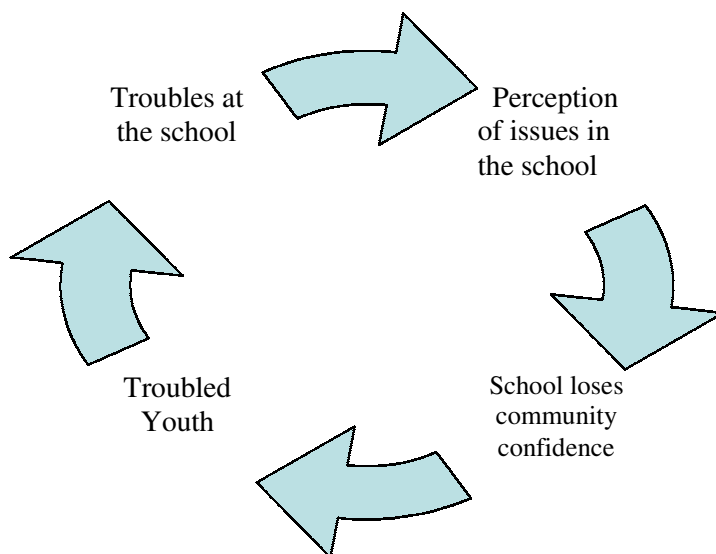 Troubles at
the school
Perception
of issues in
the school
School loses
community
confidence
Troubled
Youth